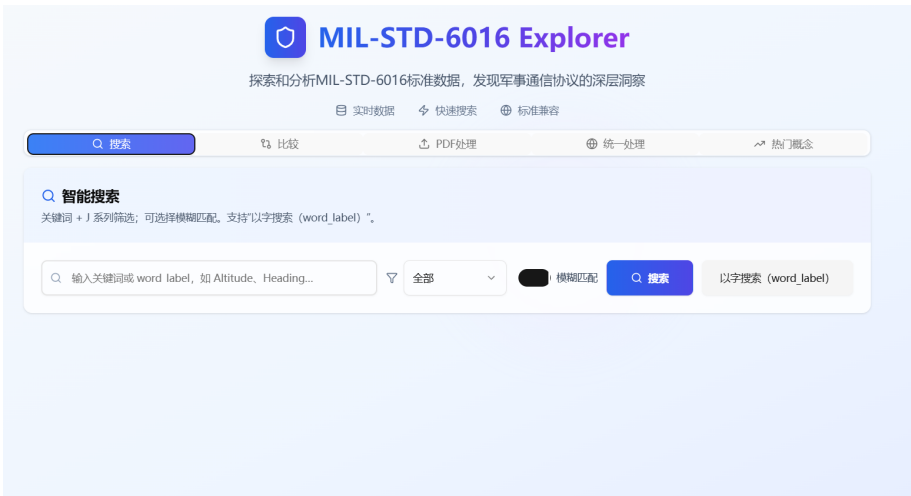 MIL-STD-6016 Explorer
探索和分析MIL-STD-6016标准数据，发现军事通信协议的深层洞察
实时数据 快速搜索 标准兼容
搜索 比较 PDF处理 统一处理 热门概念
智能搜索
关键词 + J 系列筛选；可选择模糊匹配。支持“以字搜索（word_label）”。
输入关键词或 word_label，如 Altitude、Heading... 全部 模糊匹配 搜索 以字搜索（word_label）